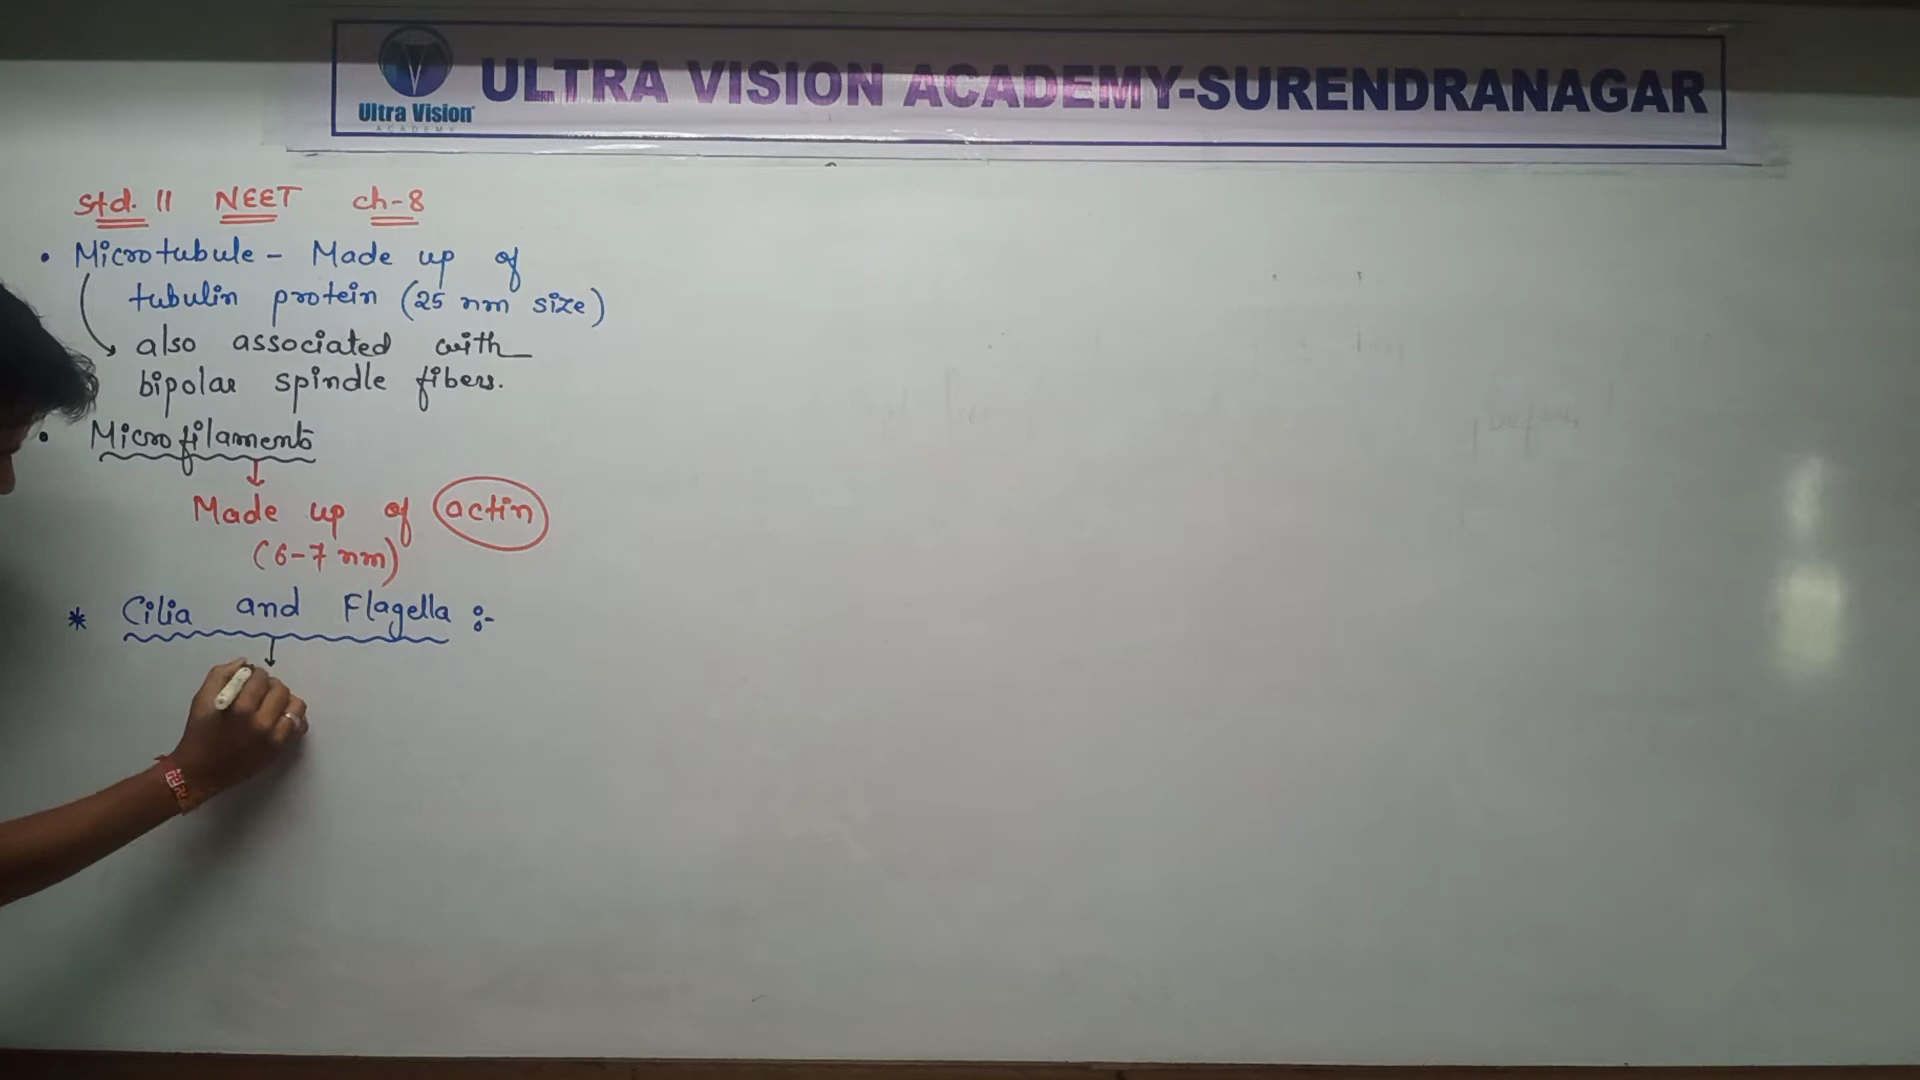 Ultra Vision
ACADEMY
ULTRA VISION ACADEMY-SURENDRANAGAR
Std. 11 NEET ch-8
• Microtubule - Made up of
tubulin protein (25 nm size)
also associated with
bipolar spindle fibers.
• Microfilaments
Made up of actin
(6-7 nm)
* Cilia and Flagella :-